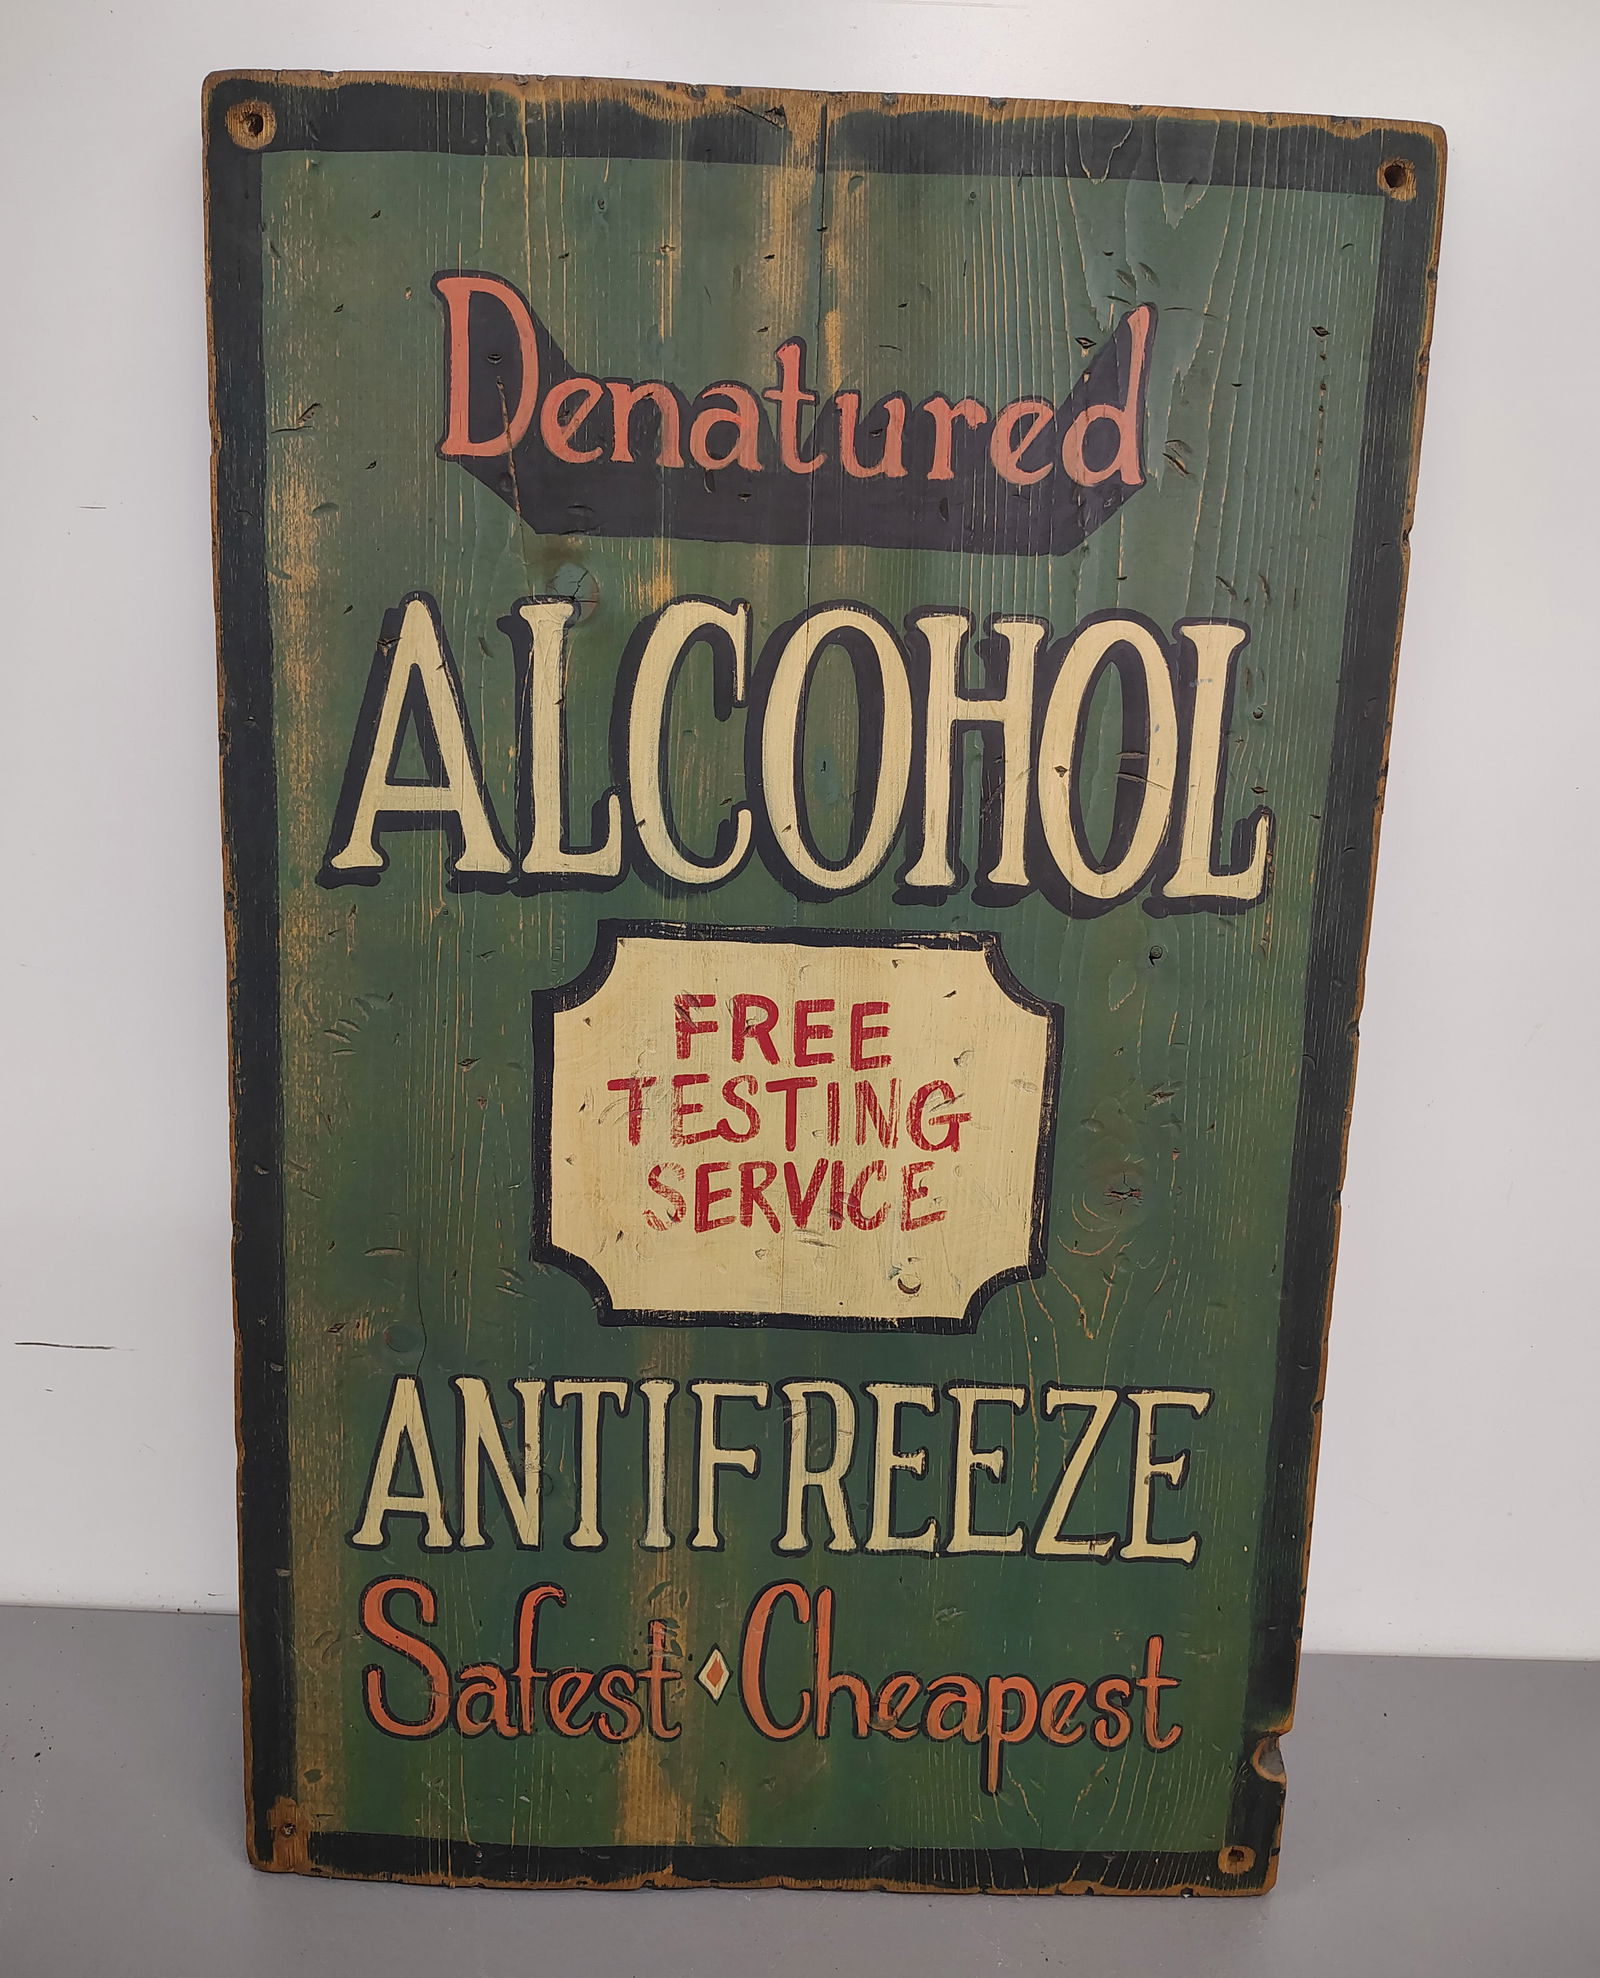 Denatured
ALCOHOL
FREE
TESTING
SERVICE
ANTIFREEZE
Safest ♦ Cheapest